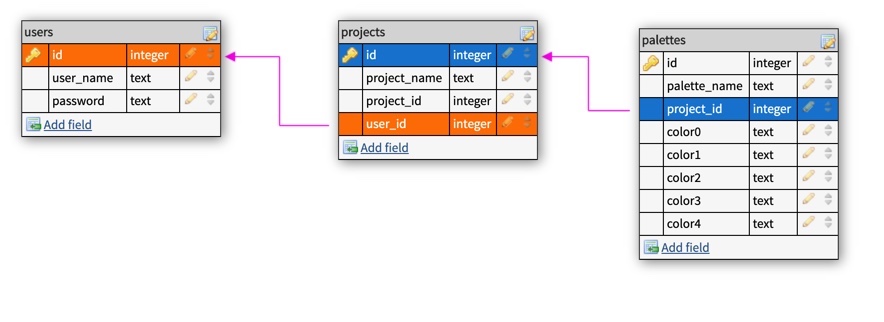 users
id integer
user_name text
password text
Add field
projects
id integer
project_name text
project_id integer
user_id integer
Add field
palettes
id integer
palette_name text
project_id integer
color0 text
color1 text
color2 text
color3 text
color4 text
Add field